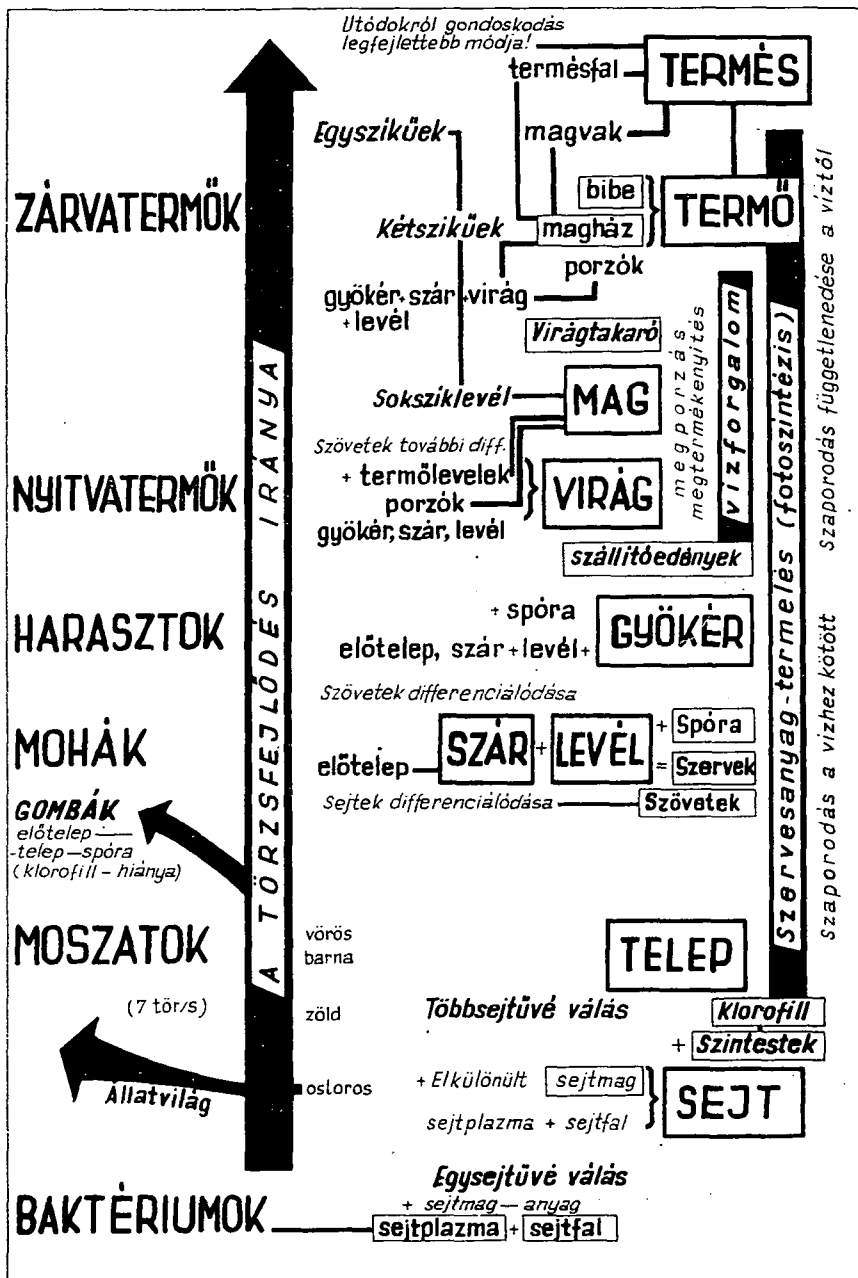 Utódokról gondoskodás
legfejlettebb módja!
TERMÉS
termésfal
Egyszikűek
magvak
ZÁRVATERMŐK
bibe
TERMŐ
Kétszikűek
magház
porzók
gyökér+szár+virág
+levél
Virágtakaró
megporzás
megtermékenyítés
vízforgalom
Szervesanyag-termelés (fotoszintézis)
Szaporodás függetlenedése a víztől
Szaporodás a vízhez kötött
A TÖRZSFEJLŐDÉS IRÁNYA
Sokszíklevél
MAG
Szövetek további diff.
+ termőlevelek
NYITVATERMŐK
porzók
VIRÁG
gyökér, szár, levél
szállítóedények
+ spóra
HARASZTOK
GYÖKÉR
előtelep, szár+levél+
Szövetek differenciálódása
MOHÁK
előtelep
SZÁR + LEVÉL
+ Spóra
= Szervek
Sejtek differenciálódása
Szövetek
GOMBÁK
előtelep —
-telep—spóra
(klorofill - hiánya)
MOSZATOK
vörös
barna
TELEP
(7 tör/s)
zöld
Többsejtűvé válás
Klorofill
+ Színtestek
Állatvilág
ostoros
+ Elkülönült sejtmag
SEJT
sejtplazma + sejtfal
Egysejtűvé válás
+ sejtmag — anyag
BAKTÉRIUMOK
sejtplazma + sejtfal